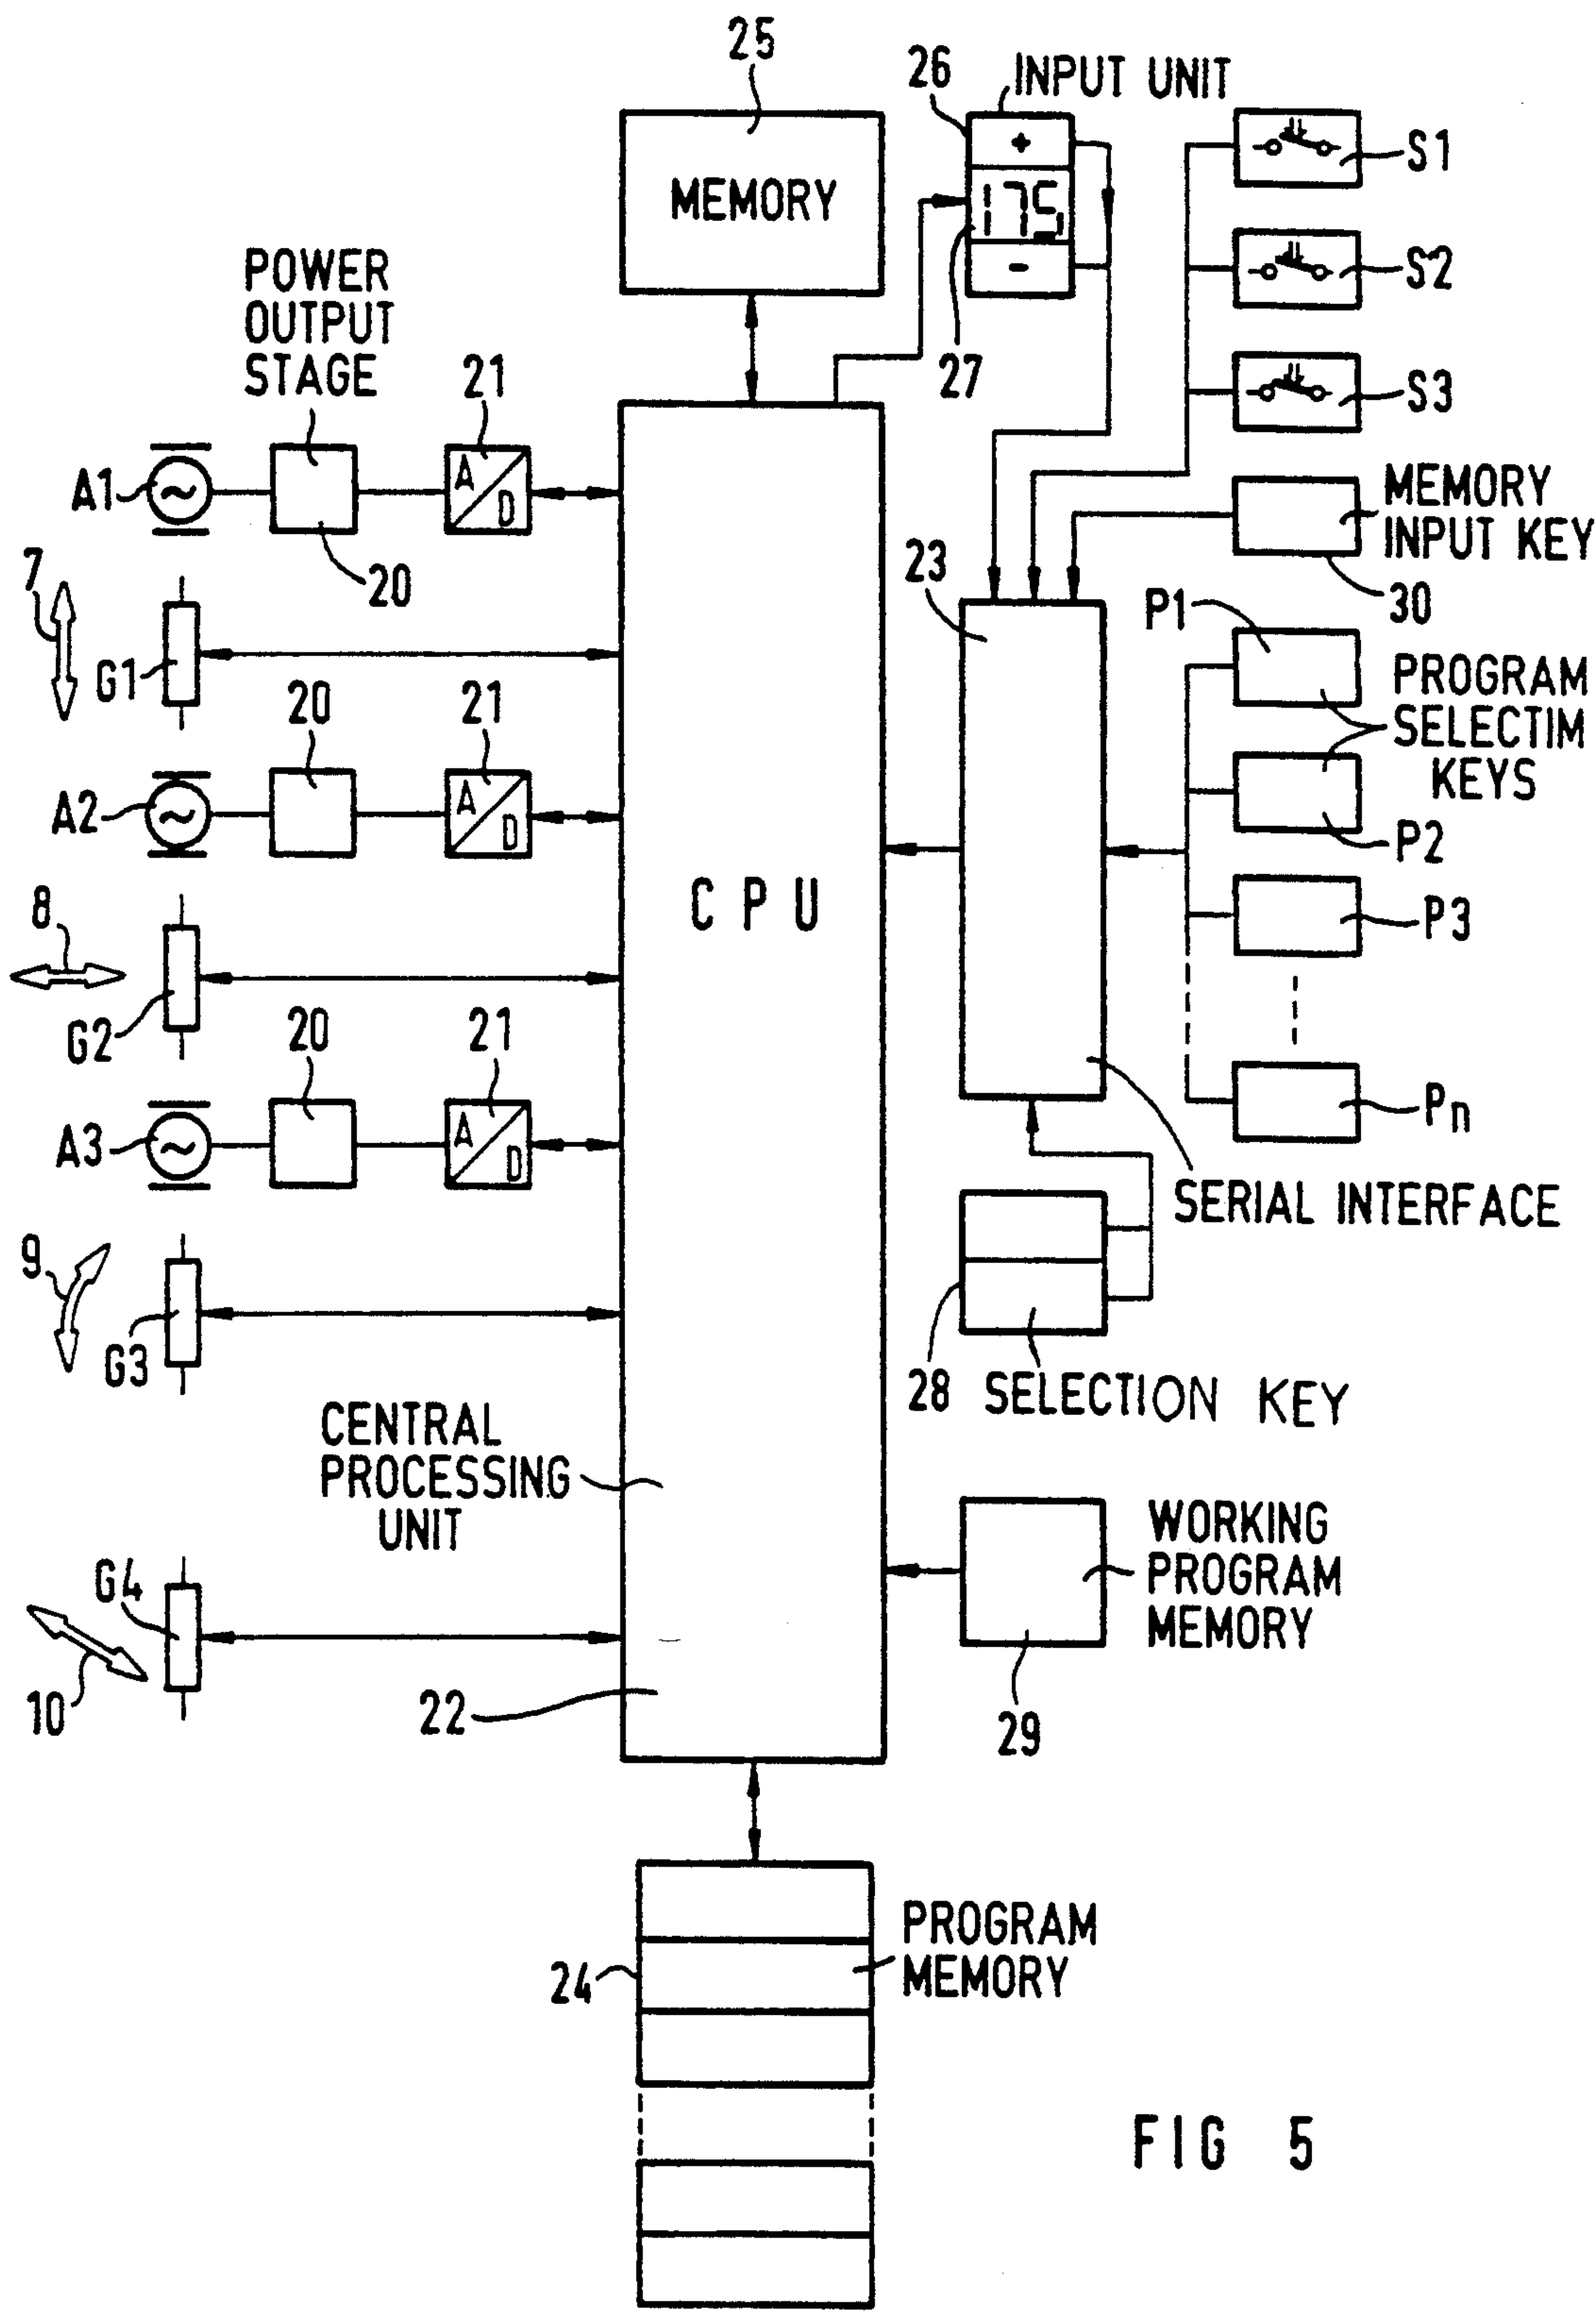 25
26
INPUT UNIT
+
175
-
27
S1
S2
S3
MEMORY
POWER
OUTPUT
STAGE
21
A
D
A1
20
MEMORY
INPUT KEY
30
7
G1
23
P1
PROGRAM
SELECTIM
KEYS
20
21
A
D
A2
P2
CPU
8
G2
P3
20
21
A
D
A3
Pn
SERIAL INTERFACE
9
G3
28
SELECTION KEY
CENTRAL
PROCESSING
UNIT
WORKING
PROGRAM
MEMORY
G4
10
22
29
PROGRAM
MEMORY
24
FIG 5